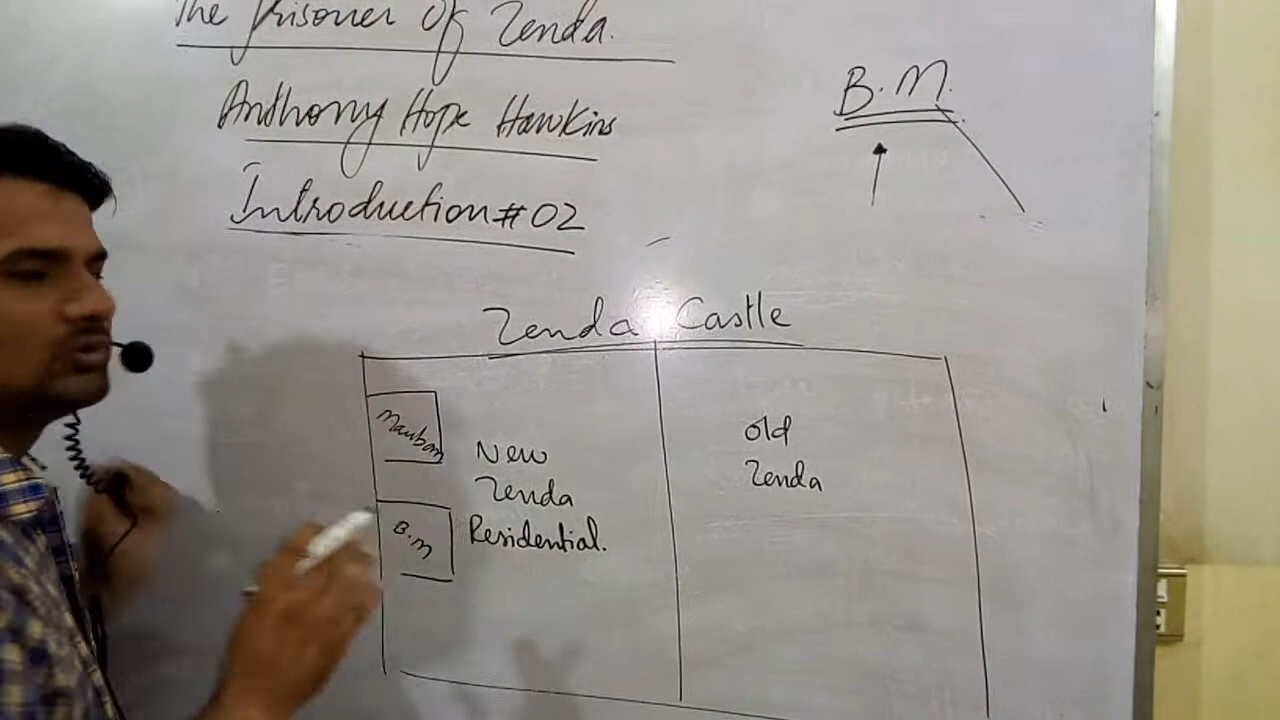 The Prisoner Of Zenda.
Anthony Hope Hawkins
Introduction #02
B.M.
Zenda Castle
Mauban
New
Zenda
Residential.
B.M
Old
Zenda